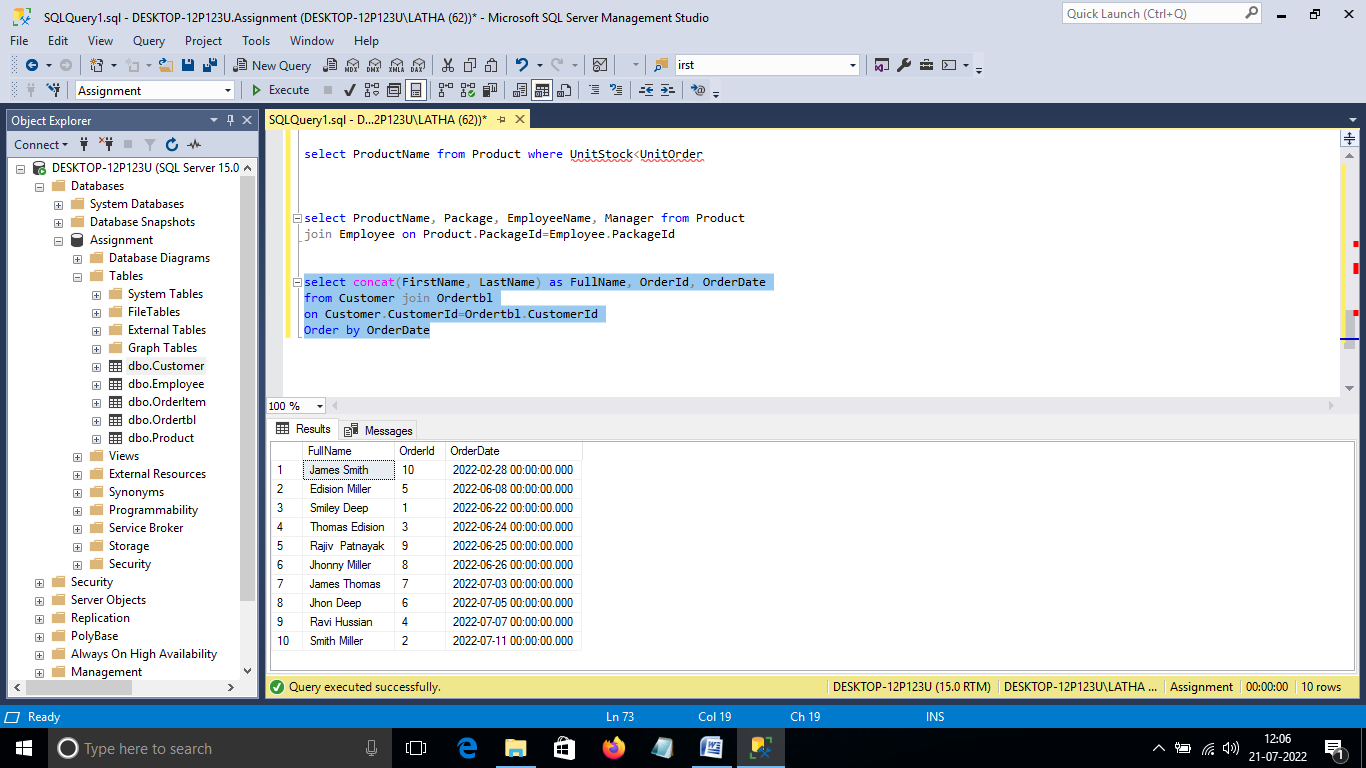 SQLQuery1.sql - DESKTOP-12P123U.Assignment (DESKTOP-12P123U\LATHA (62))* - Microsoft SQL Server Management Studio
Quick Launch (Ctrl+Q)
File Edit View Query Project Tools Window Help
New Query
MDX DMX XMLA DAX
irst
Assignment
Execute
Object Explorer
Connect
DESKTOP-12P123U (SQL Server 15.0
Databases
System Databases
Database Snapshots
Assignment
Database Diagrams
Tables
System Tables
FileTables
External Tables
Graph Tables
dbo.Customer
dbo.Employee
dbo.OrderItem
dbo.Ordertbl
dbo.Product
Views
External Resources
Synonyms
Programmability
Service Broker
Storage
Security
Security
Server Objects
Replication
PolyBase
Always On High Availability
Management
SQLQuery1.sql - D...2P123U\LATHA (62))*
select ProductName from Product where UnitStock<UnitOrder
select ProductName, Package, EmployeeName, Manager from Product
join Employee on Product.PackageId=Employee.PackageId
select concat(FirstName, LastName) as FullName, OrderId, OrderDate
from Customer join Ordertbl
on Customer.CustomerId=Ordertbl.CustomerId
Order by OrderDate
100 %
Results Messages
FullName OrderId OrderDate
1 James Smith 10 2022-02-28 00:00:00.000
2 Edision Miller 5 2022-06-08 00:00:00.000
3 Smiley Deep 1 2022-06-22 00:00:00.000
4 Thomas Edision 3 2022-06-24 00:00:00.000
5 Rajiv Patnayak 9 2022-06-25 00:00:00.000
6 Jhonny Miller 8 2022-06-26 00:00:00.000
7 James Thomas 7 2022-07-03 00:00:00.000
8 Jhon Deep 6 2022-07-05 00:00:00.000
9 Ravi Hussian 4 2022-07-07 00:00:00.000
10 Smith Miller 2 2022-07-11 00:00:00.000
Query executed successfully.
DESKTOP-12P123U (15.0 RTM) DESKTOP-12P123U\LATHA ... Assignment 00:00:00 10 rows
Ready
Ln 73 Col 19 Ch 19 INS
Type here to search
12:06
21-07-2022
1